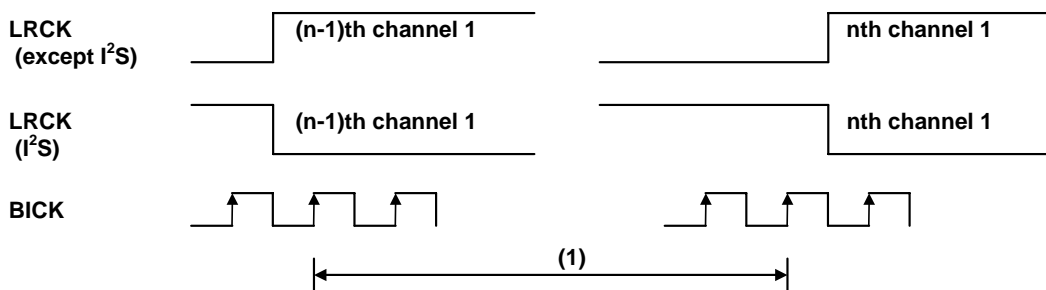 LRCK (n-1)th channel 1 nth channel 1
(except I²S)
LRCK (n-1)th channel 1 nth channel 1
(I²S)
BICK
(1)